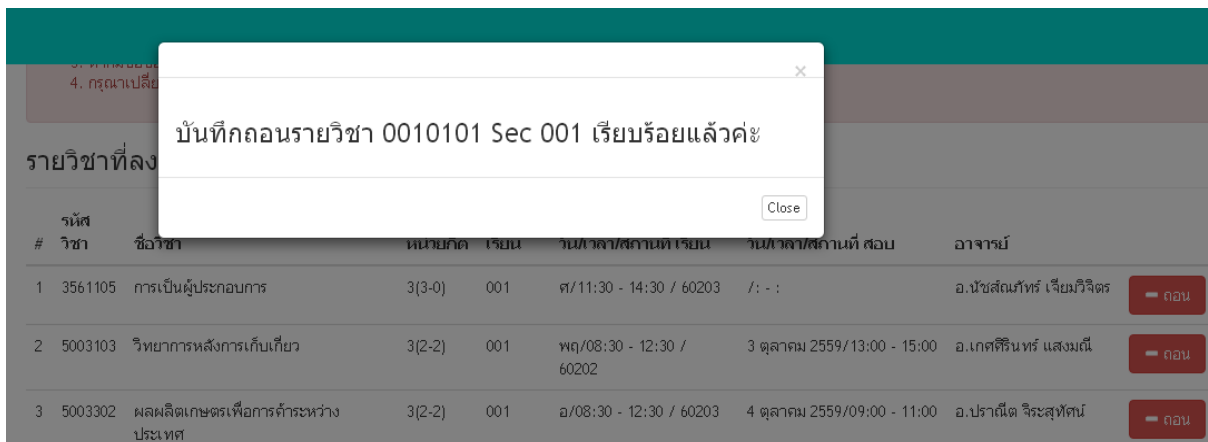 4. กรุณาเปลี่ย
×
บันทึกถอนรายวิชา 0010101 Sec 001 เรียบร้อยแล้วค่ะ
รายวิชาที่ลง
Close
รหัส
# วิชา ชื่อวิชา หน่วยกิต เรียน วัน/เวลา/สถานที่ เรียน วัน/เวลา/สถานที่ สอบ อาจารย์
1 3561105 การเป็นผู้ประกอบการ 3(3-0) 001 ศ/11:30 - 14:30 / 60203 /: - : อ.นัชส์ณภัทร์ เจียมวิจิตร ถอน
2 5003103 วิทยาการหลังการเก็บเกี่ยว 3(2-2) 001 พฤ/08:30 - 12:30 / 3 ตุลาคม 2559/13:00 - 15:00 อ.เกศศิรินทร์ แสงมณี ถอน
60202
3 5003302 ผลผลิตเกษตรเพื่อการค้าระหว่าง 3(2-2) 001 อ/08:30 - 12:30 / 60203 4 ตุลาคม 2559/09:00 - 11:00 อ.ปราณีต จิระสุทัศน์ ถอน
ประเทศ